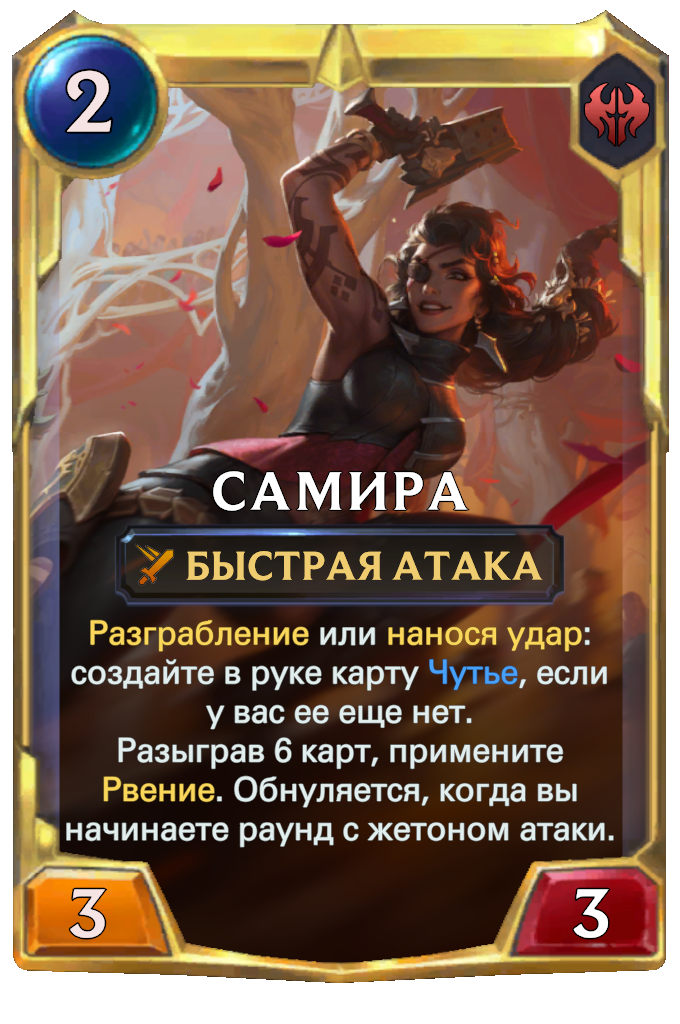 2
САМИРА
БЫСТРАЯ АТАКА
Разграбление или нанося удар:
создайте в руке карту Чутье, если
у вас ее еще нет.
Разыграв 6 карт, примените
Рвение. Обнуляется, когда вы
начинаете раунд с жетоном атаки.
3
3